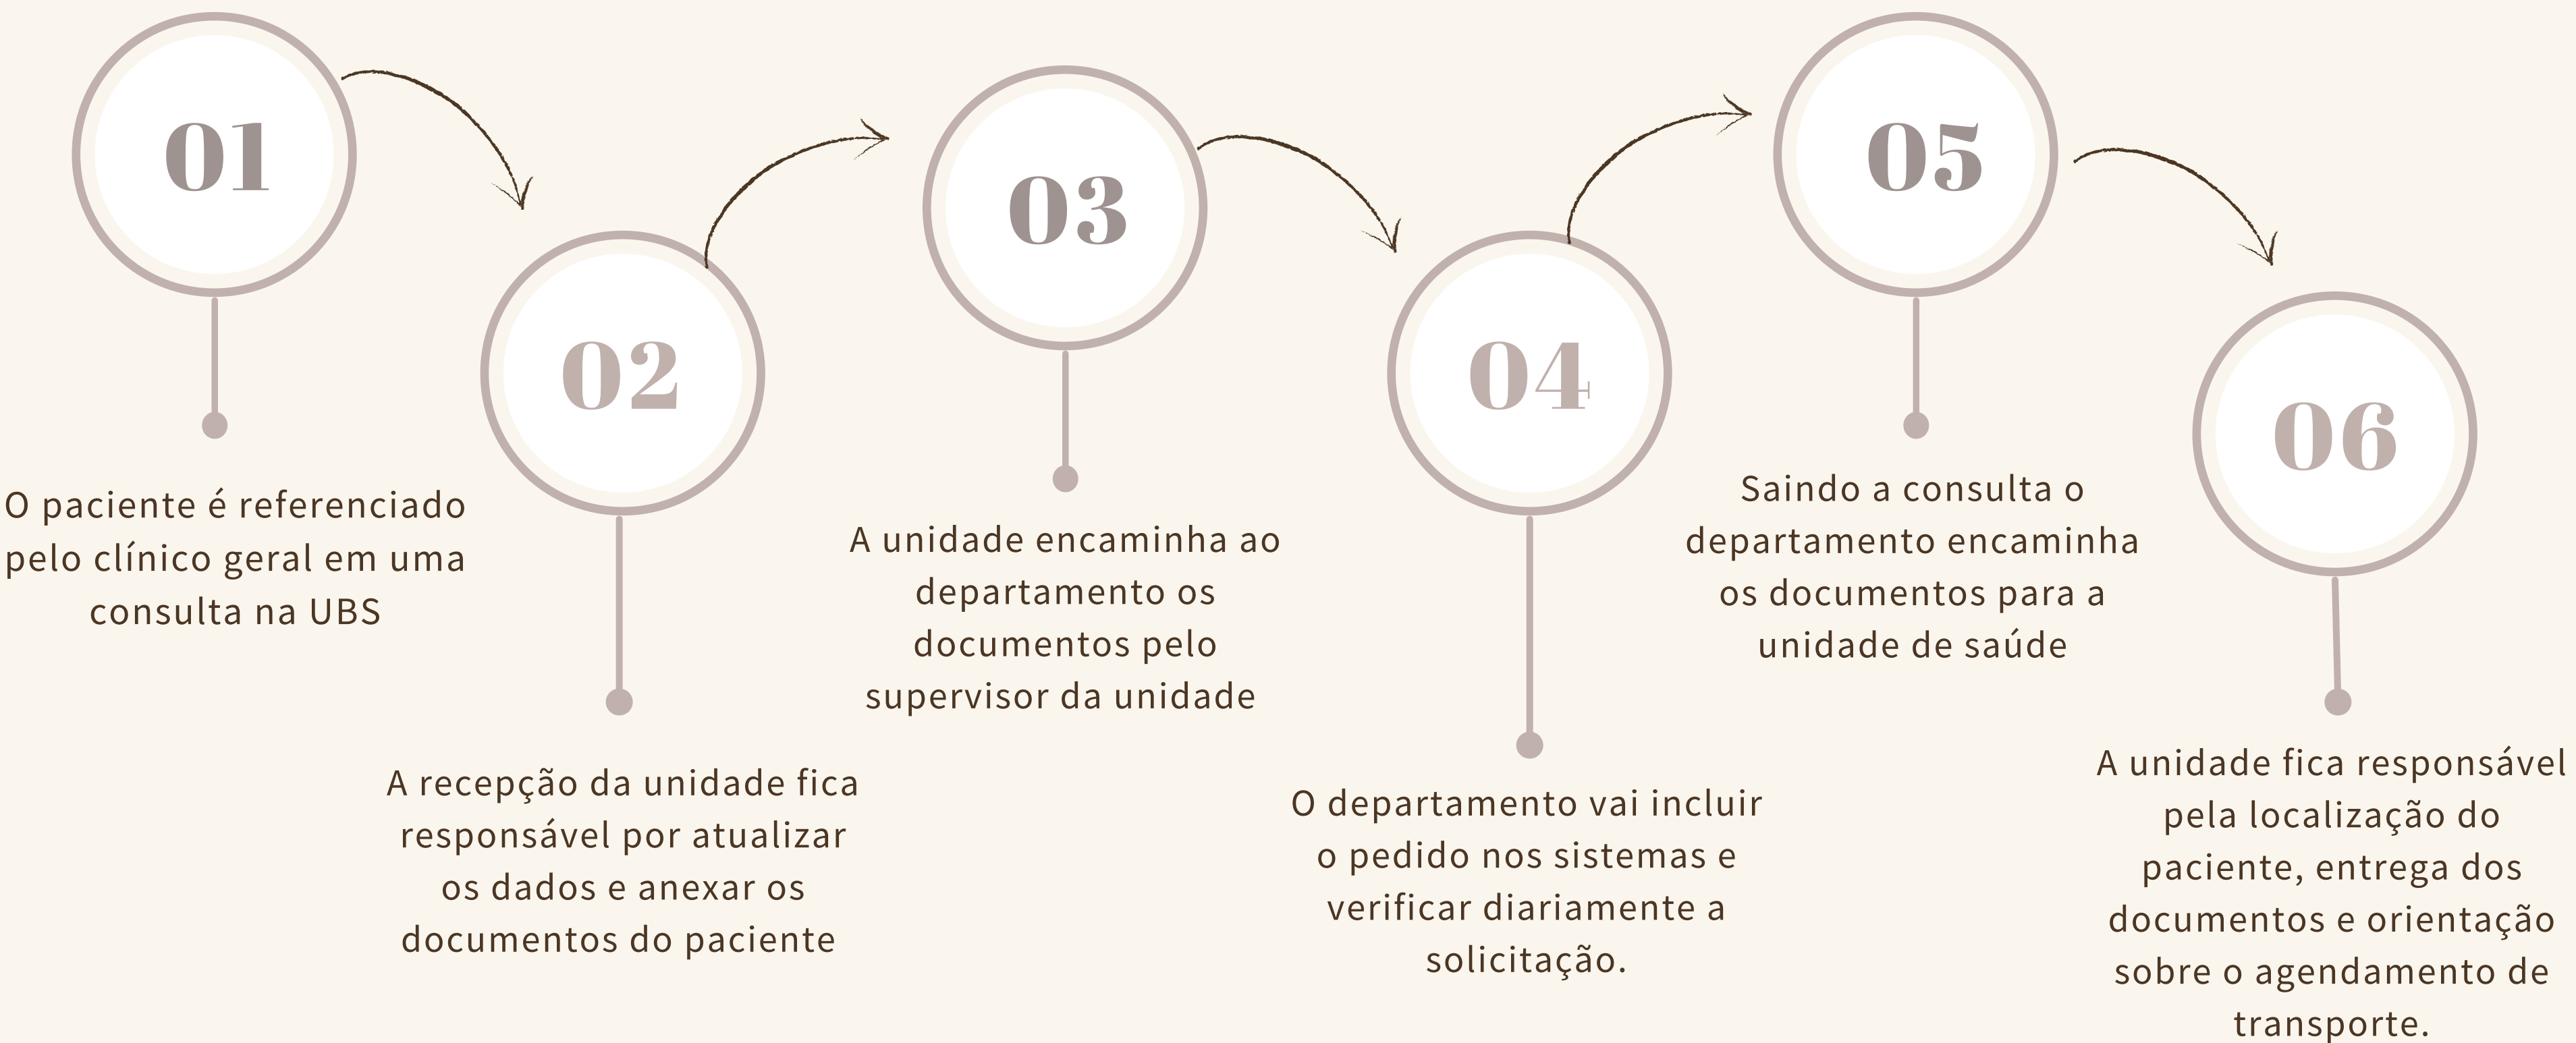 01
O paciente é referenciado
pelo clínico geral em uma
consulta na UBS
02
A recepção da unidade fica
responsável por atualizar
os dados e anexar os
documentos do paciente
03
A unidade encaminha ao
departamento os
documentos pelo
supervisor da unidade
04
O departamento vai incluir
o pedido nos sistemas e
verificar diariamente a
solicitação.
05
Saindo a consulta o
departamento encaminha
os documentos para a
unidade de saúde
06
A unidade fica responsável
pela localização do
paciente, entrega dos
documentos e orientação
sobre o agendamento de
transporte.